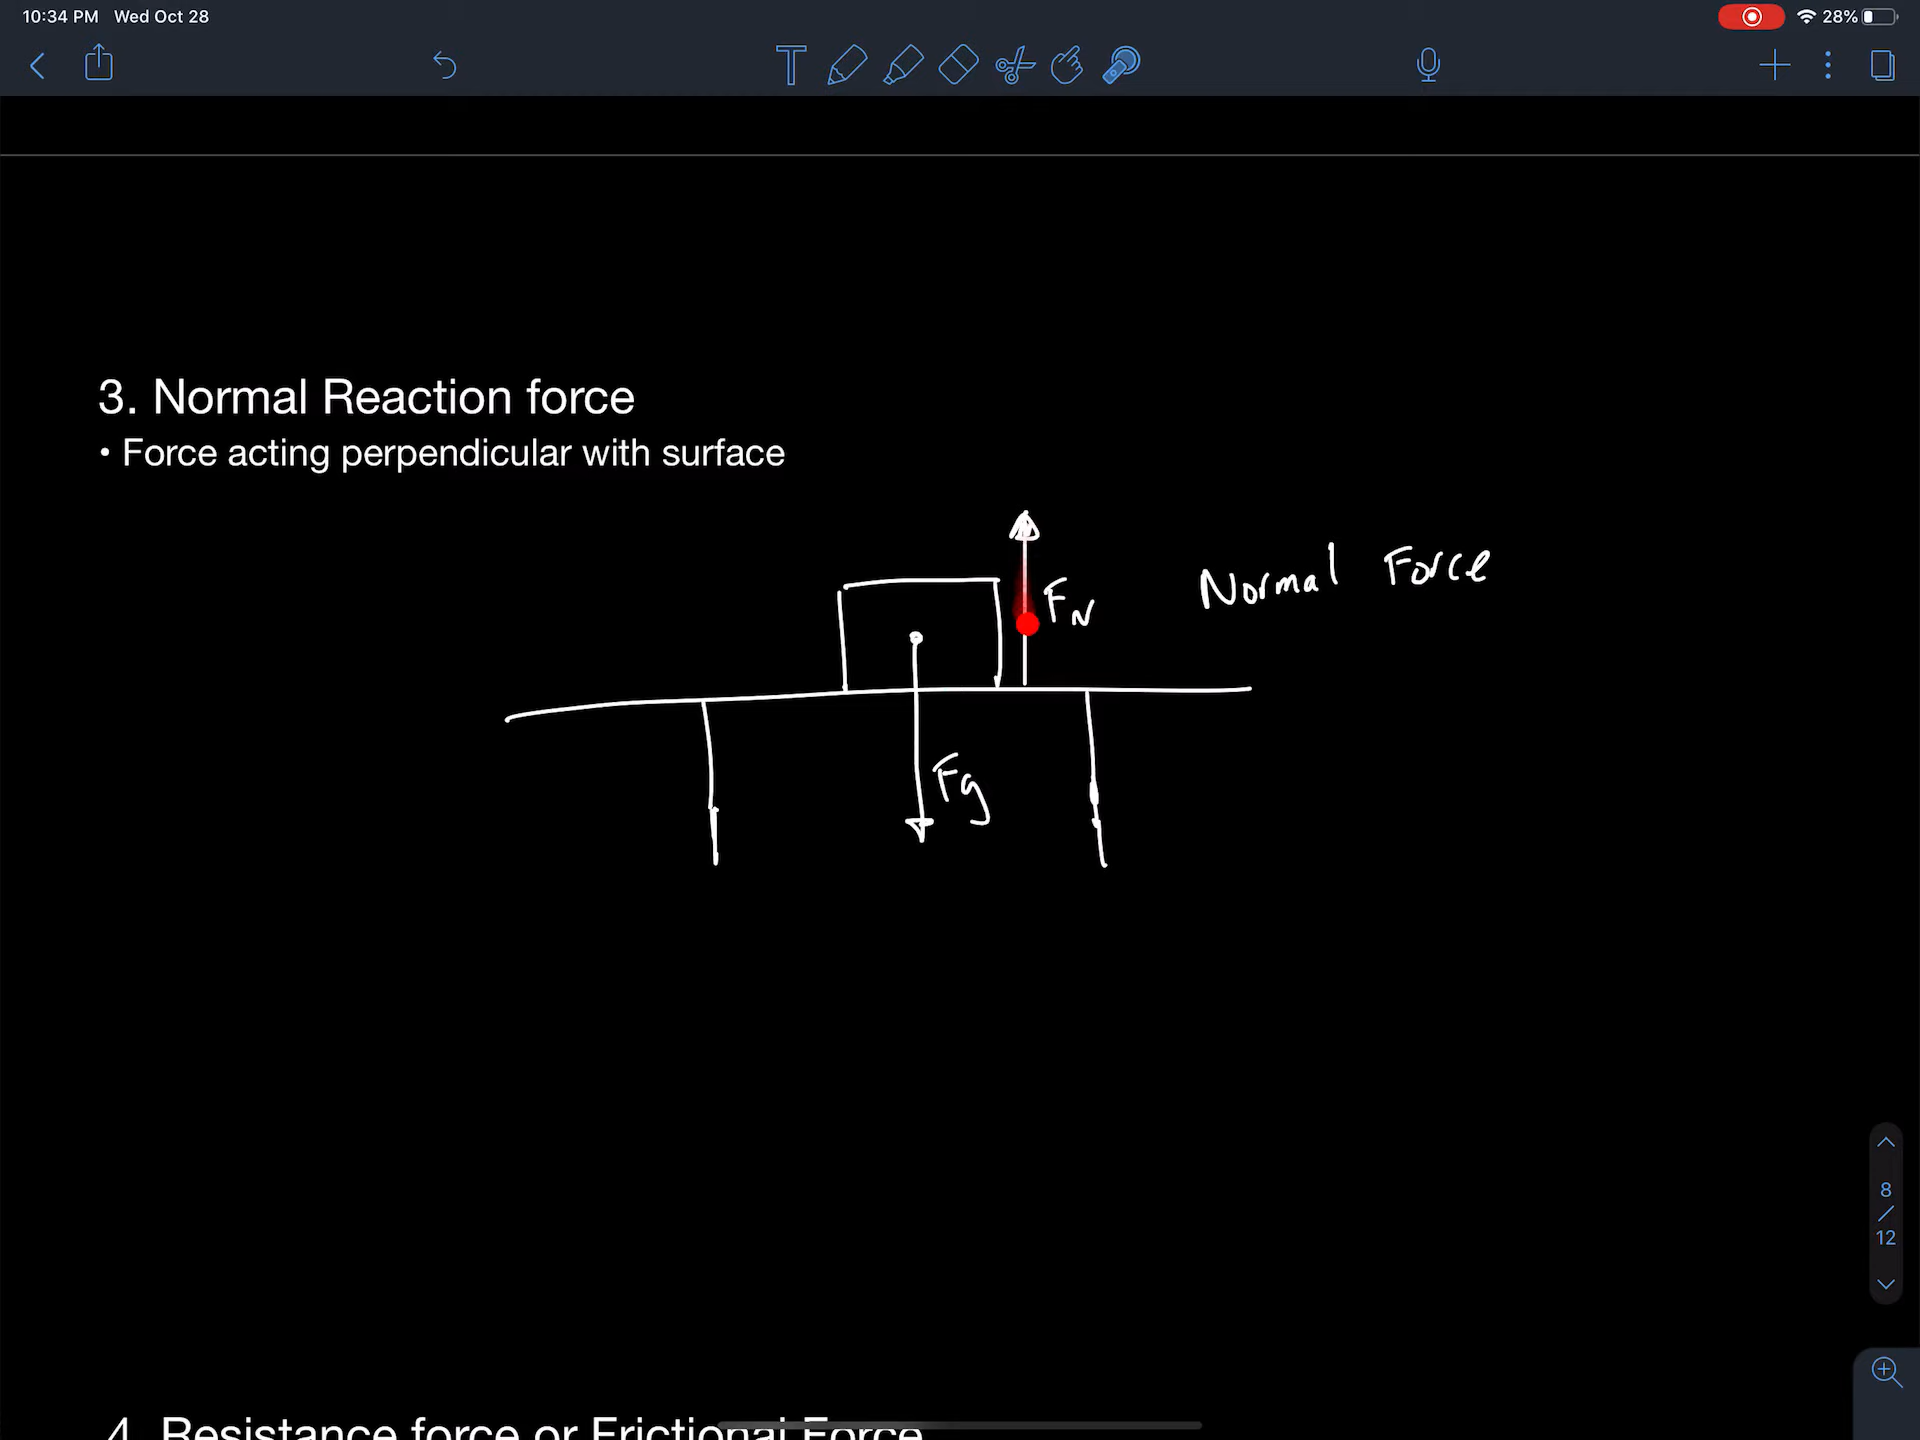 10:34 PM Wed Oct 28
28%
3. Normal Reaction force
• Force acting perpendicular with surface
FN
Normal Force
Fg
8
/
12
4. Resistance force or Frictional Force